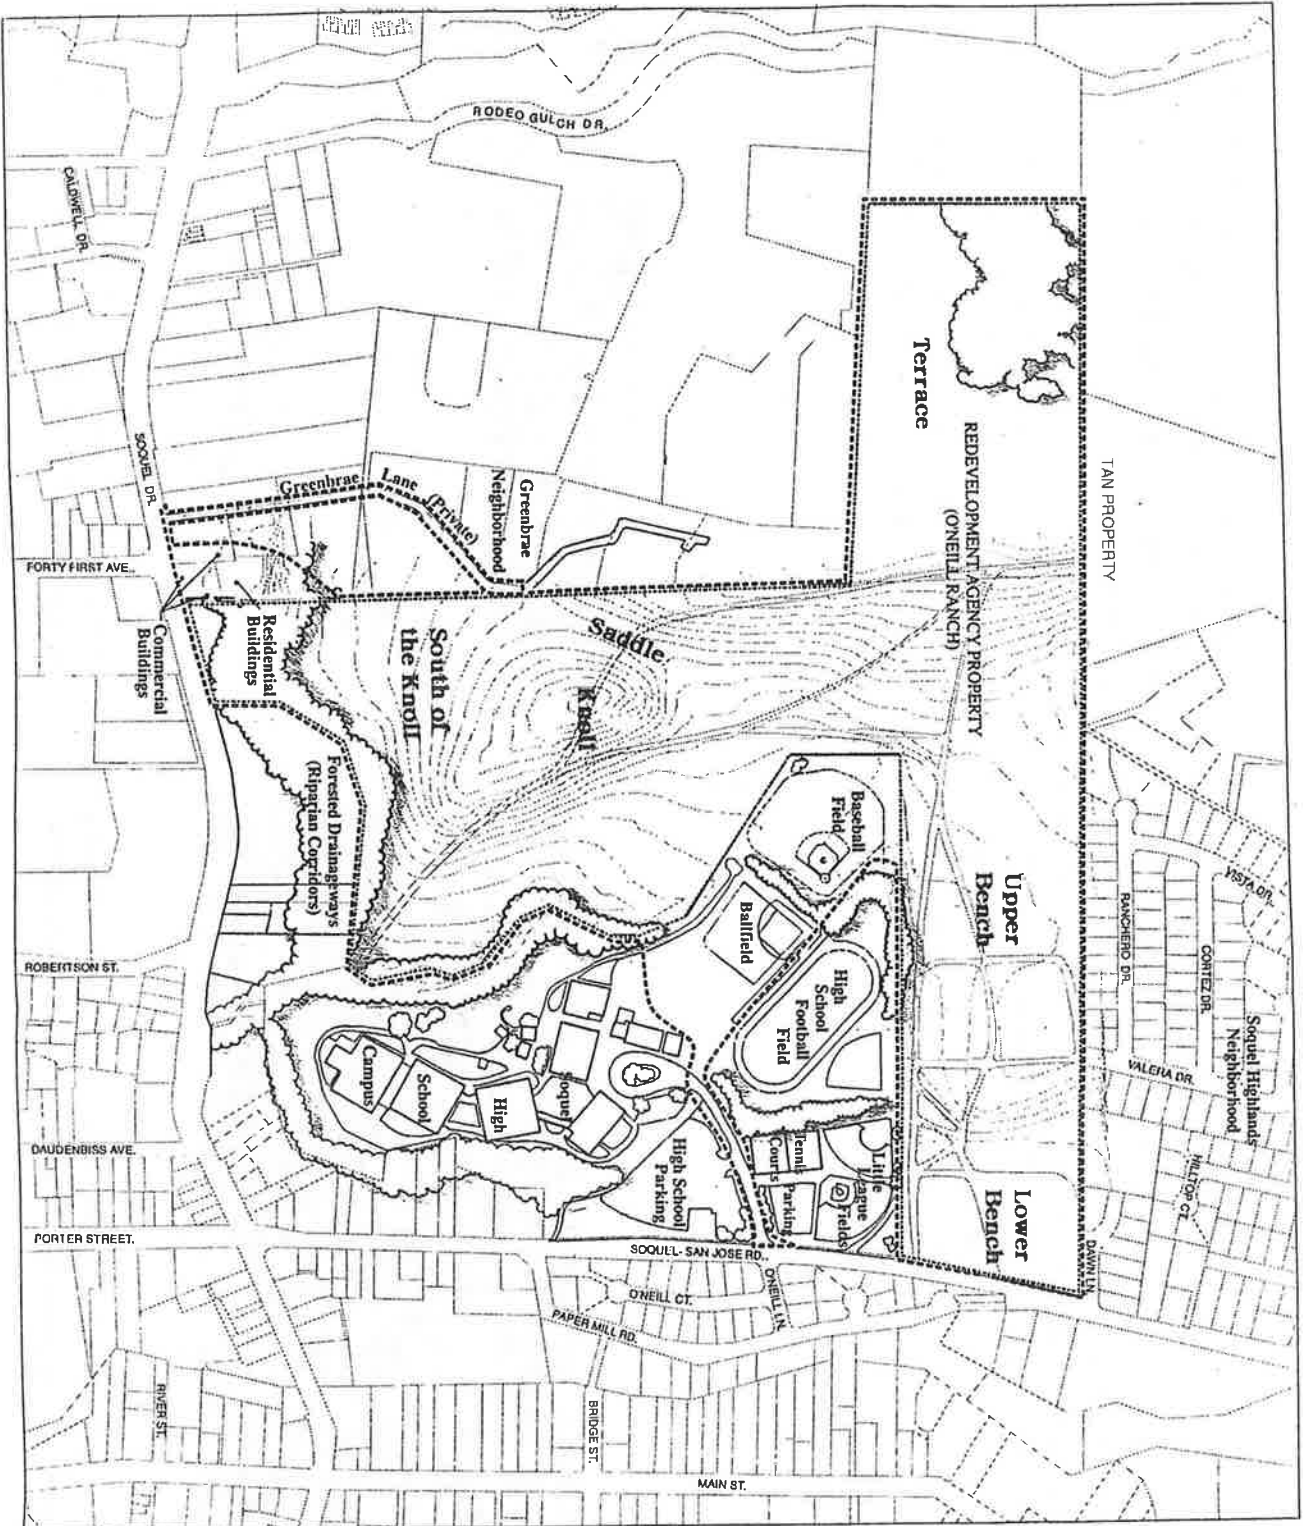 RODEO GULCH DR.
CALDWELL DR.
Terrace
REDEVELOPMENT AGENCY PROPERTY
(O'NEILL RANCH)
TAN PROPERTY
SOQUEL DR.
Greenbrae Lane (Private)
Greenbrae
Neighborhood
FORTY FIRST AVE.
Commercial
Buildings
Residential
Buildings
South of
the Knoll
Saddle
Knoll
Forested Drainageways
(Riparian Corridors)
Baseball
Field
Ballfield
High
School
Football
Field
Upper
Bench
VISTA DR.
RANCHERO DR.
CORTEZ DR.
Soquel Highlands
Neighborhood
VALERA DR.
HILLTOP CT.
ROBERTSON ST.
Soquel
High
School
Campus
High School
Parking
Tennis
Courts
Parking
Little
League
Fields
Lower
Bench
DAWN LN.
DAUDENBISS AVE.
PORTER STREET.
SOQUEL-SAN JOSE RD.
O'NEILL CT.
O'NEILL LN.
PAPER MILL RD.
RIVER ST.
BRIDGE ST.
MAIN ST.